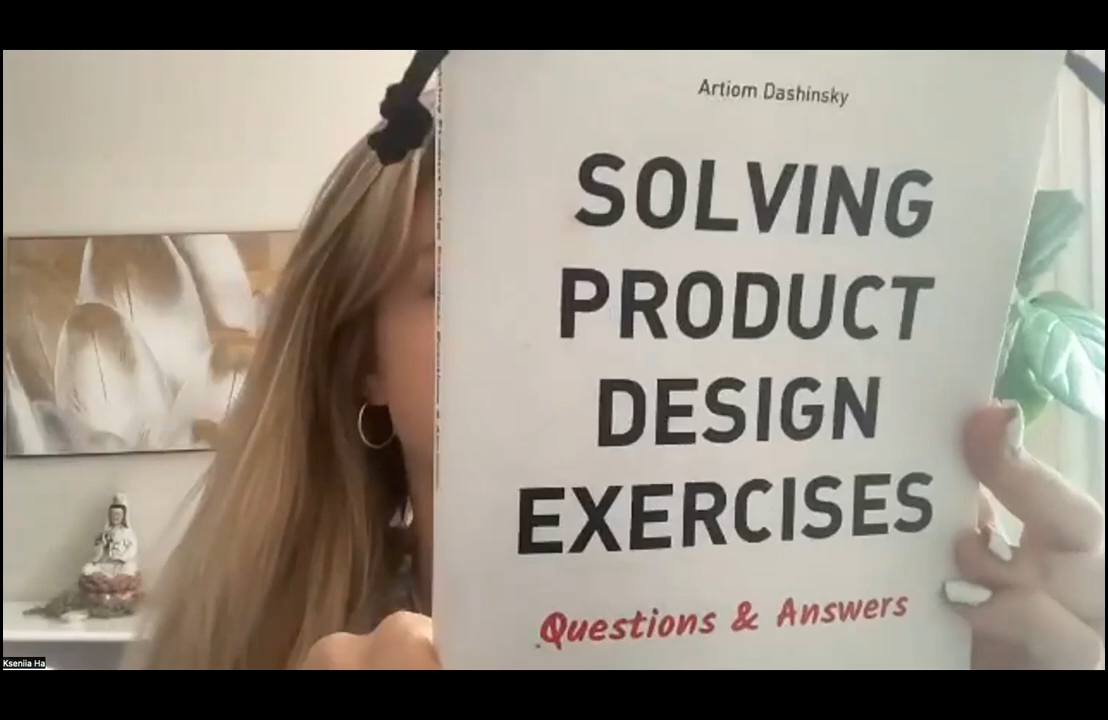 Artiom Dashinsky
SOLVING
PRODUCT
DESIGN
EXERCISES
Questions & Answers
Kseniia Ha